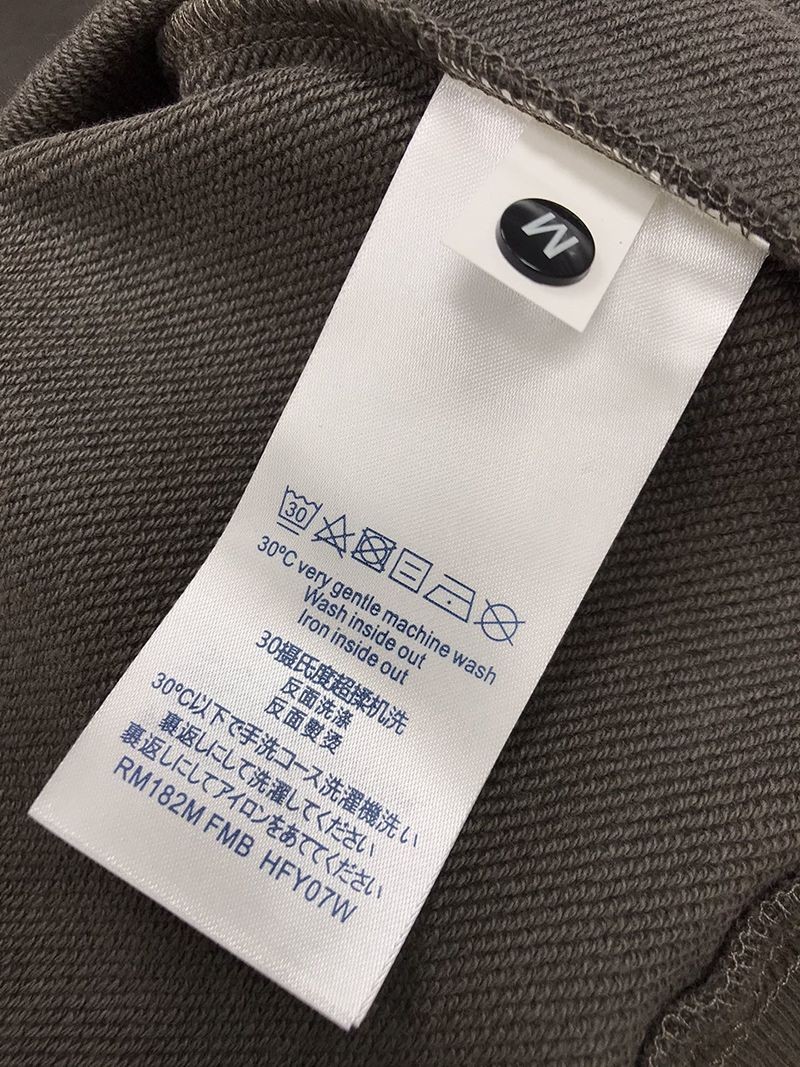 M
30
30°C very gentle machine wash
Wash inside out
Iron inside out
30摄氏度超揉机洗
反面洗涤
反面熨烫
30°C以下で手洗コース洗濯機洗い
裏返しにして洗濯してください
裏返しにしてアイロンをあててください
RM182M FMB HFY07W